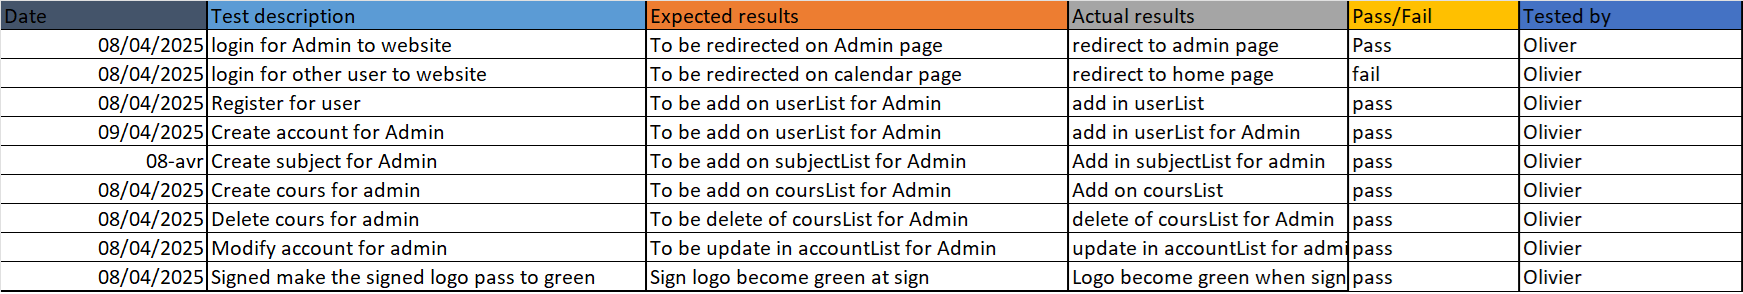 Date Test description Expected results Actual results Pass/Fail Tested by
08/04/2025 login for Admin to website To be redirected on Admin page redirect to admin page Pass Oliver
08/04/2025 login for other user to website To be redirected on calendar page redirect to home page fail Olivier
08/04/2025 Register for user To be add on userList for Admin add in userList pass Olivier
09/04/2025 Create account for Admin To be add on userList for Admin add in userList for Admin pass Olivier
08-avr Create subject for Admin To be add on subjectList for Admin Add in subjectList for admin pass Olivier
08/04/2025 Create cours for admin To be add on coursList for Admin Add on coursList pass Olivier
08/04/2025 Delete cours for admin To be delete of coursList for Admin delete of coursList for Admin pass Olivier
08/04/2025 Modify account for admin To be update in accountList for Admin update in accountList for admi pass Olivier
08/04/2025 Signed make the signed logo pass to green Sign logo become green at sign Logo become green when sign pass Olivier